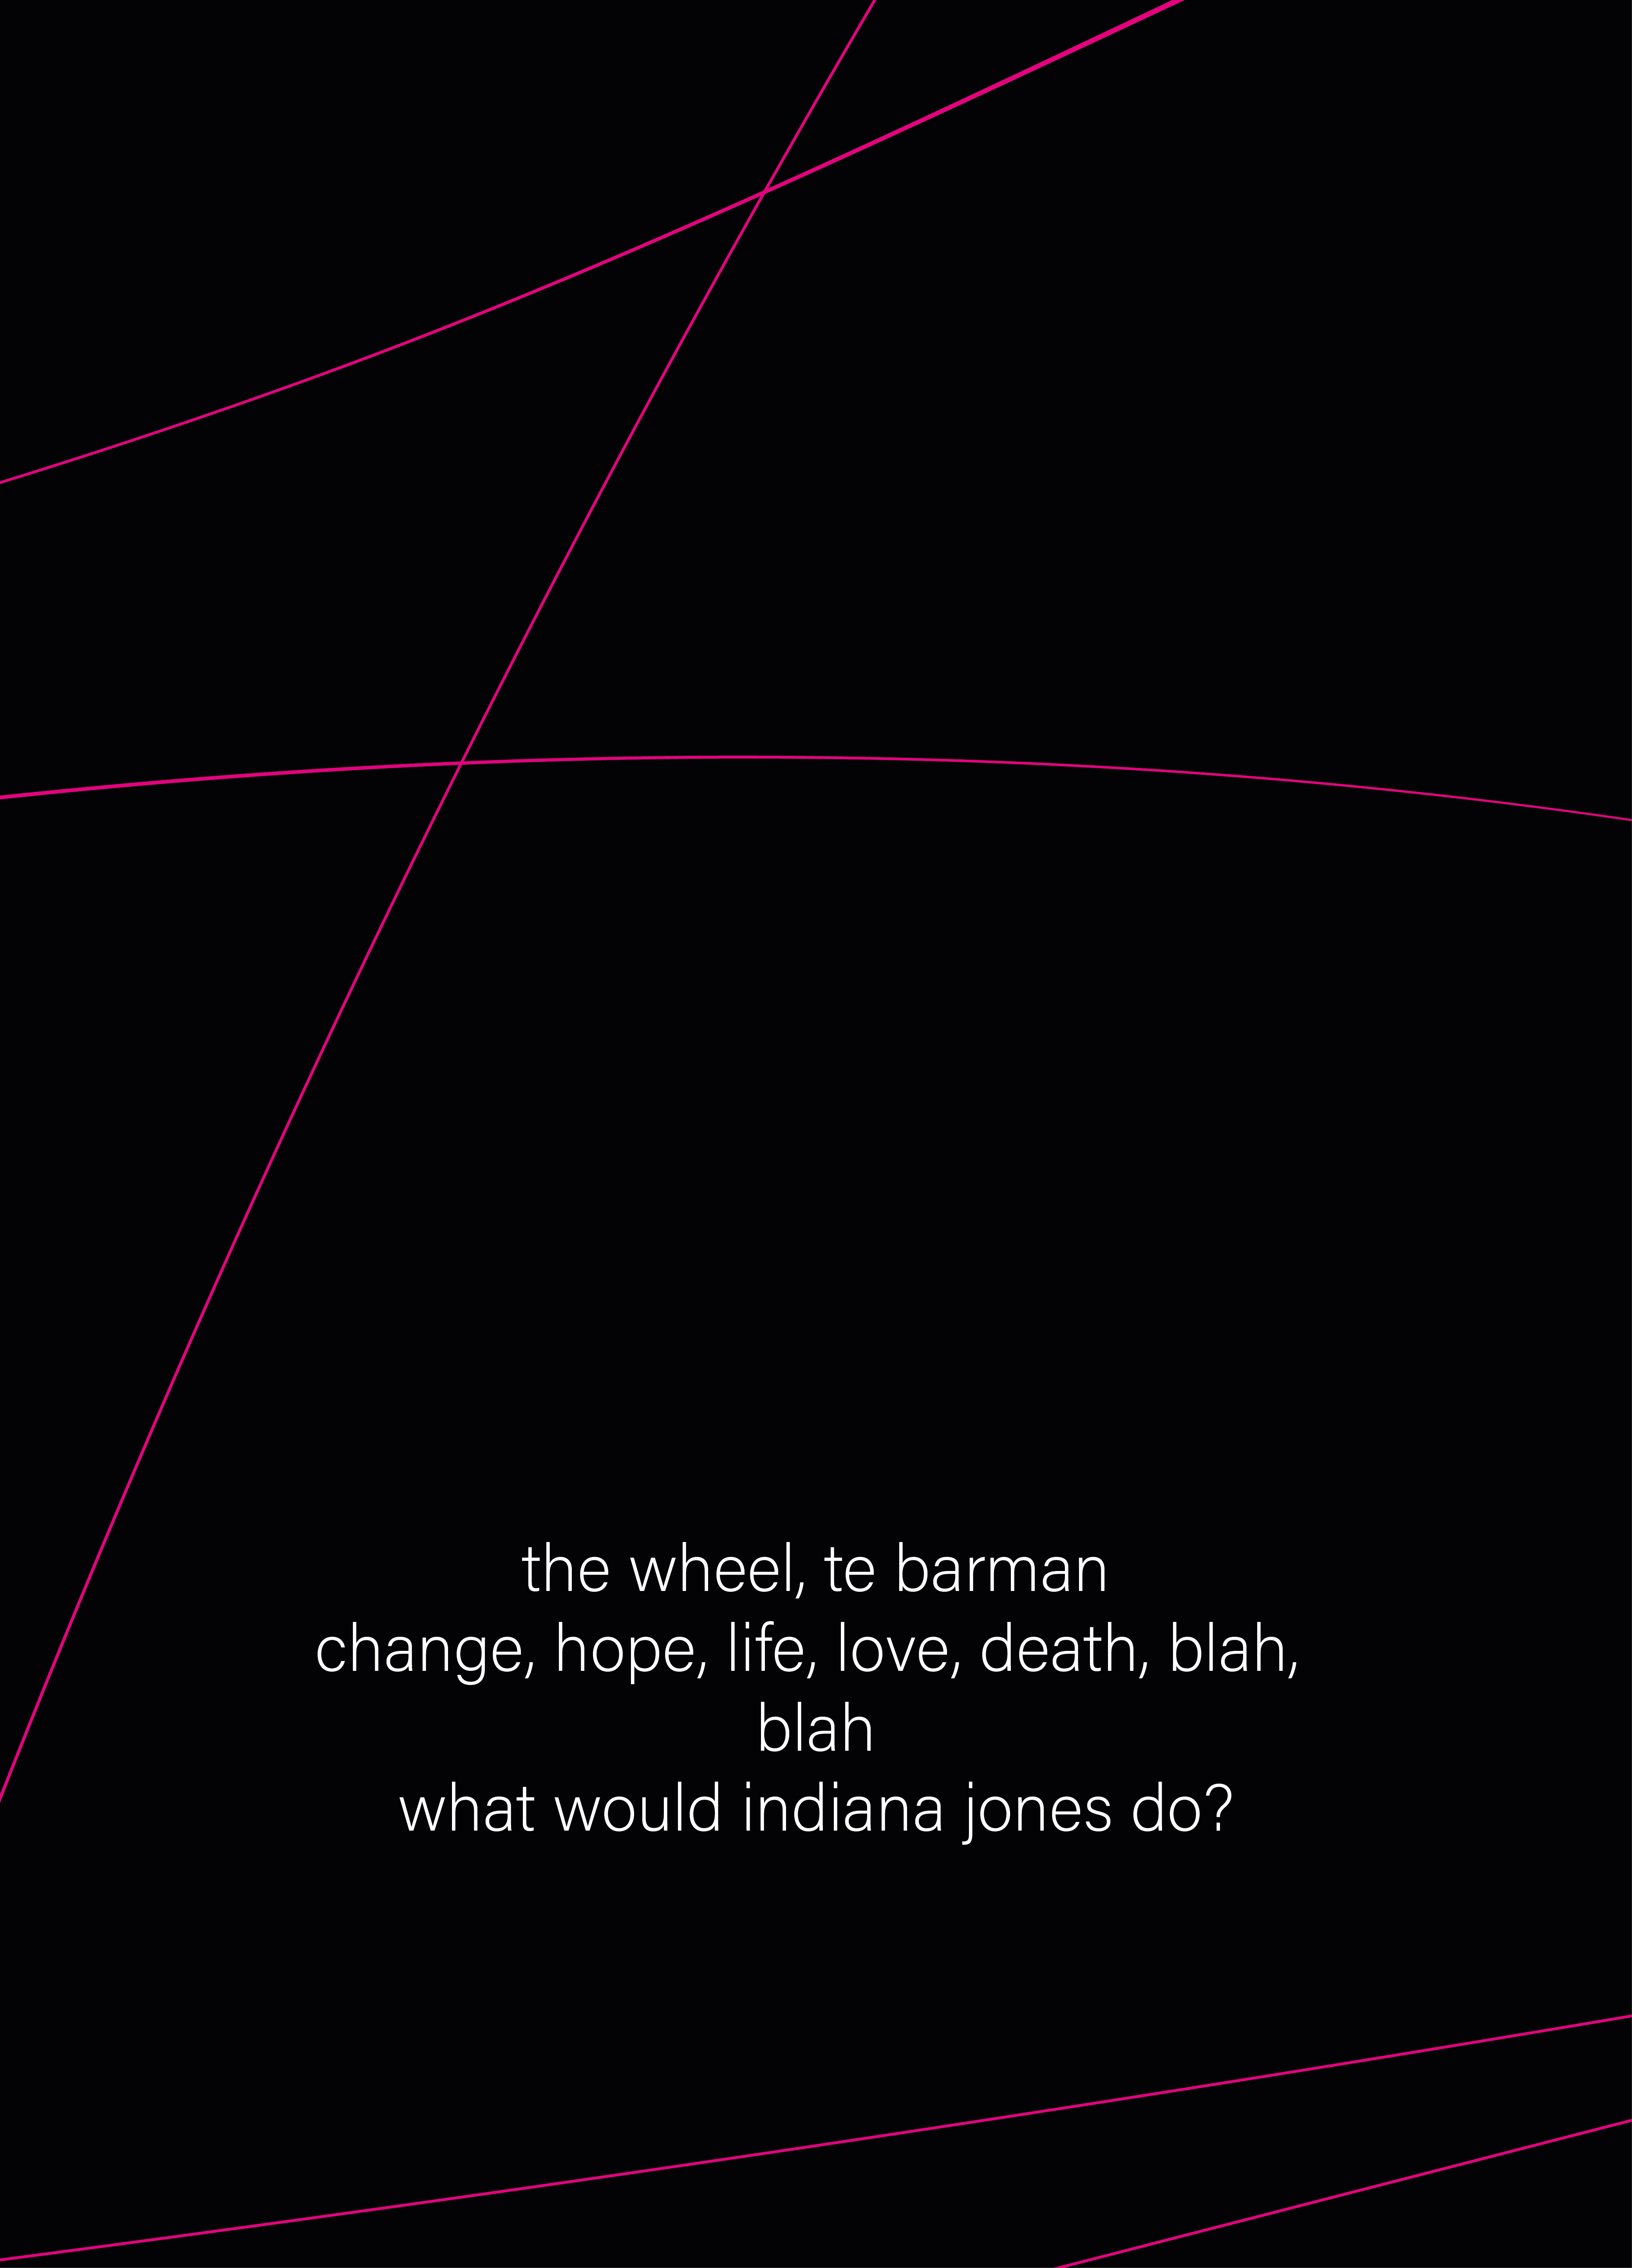 the wheel, te barman
change, hope, life, love, death, blah,
blah
what would indiana jones do?